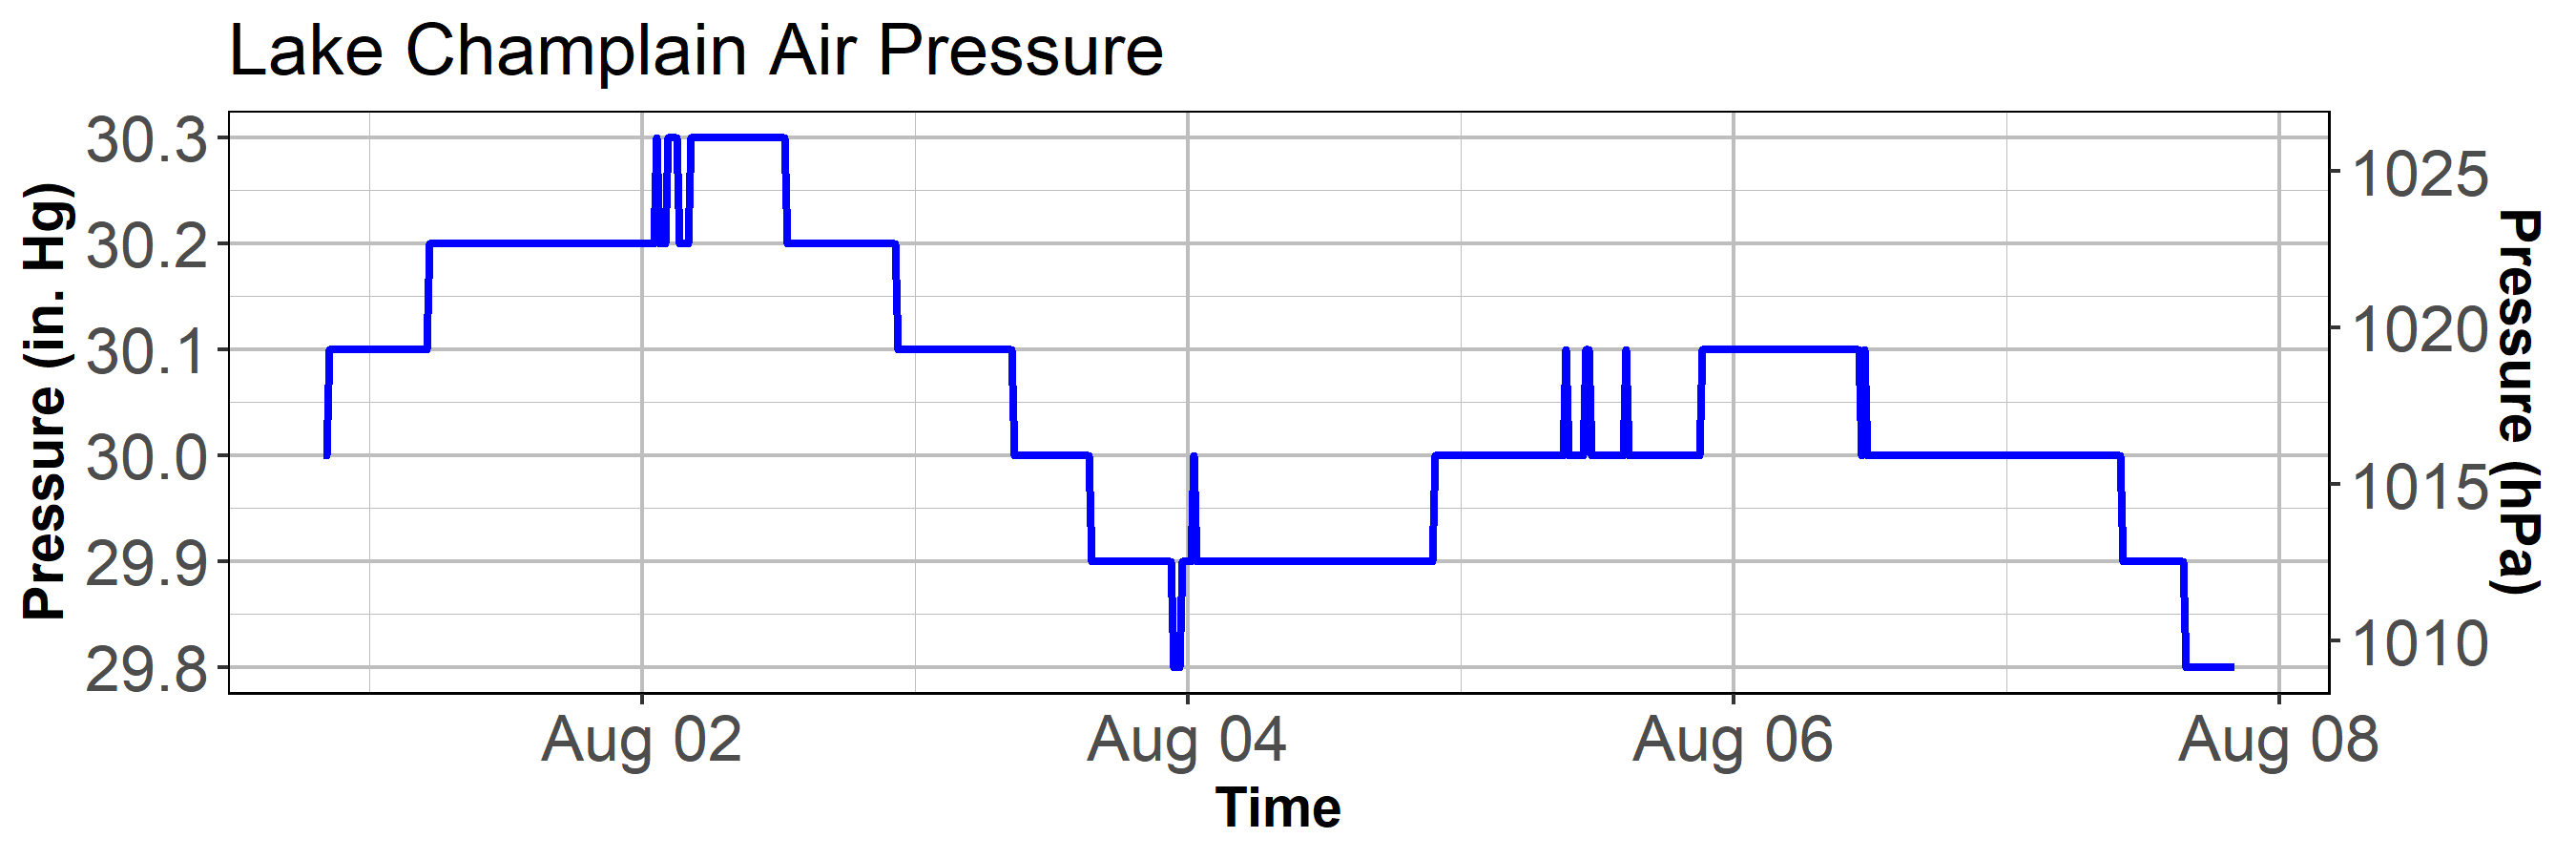 Lake Champlain Air Pressure
Pressure (in. Hg)
30.3
30.2
30.1
30.0
29.9
29.8
1025
1020
1015
1010
Pressure (hPa)
Aug 02 Aug 04 Aug 06 Aug 08
Time